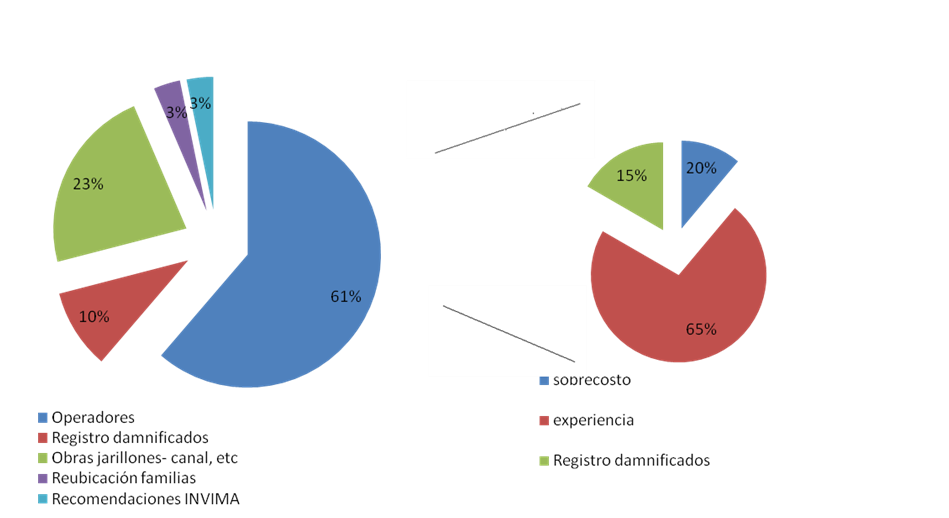 3%
3%
23%
10%
61%
Operadores
Registro damnificados
Obras jarillones- canal, etc
Reubicación familias
Recomendaciones INVIMA
15%
20%
65%
sobrecosto
experiencia
Registro damnificados